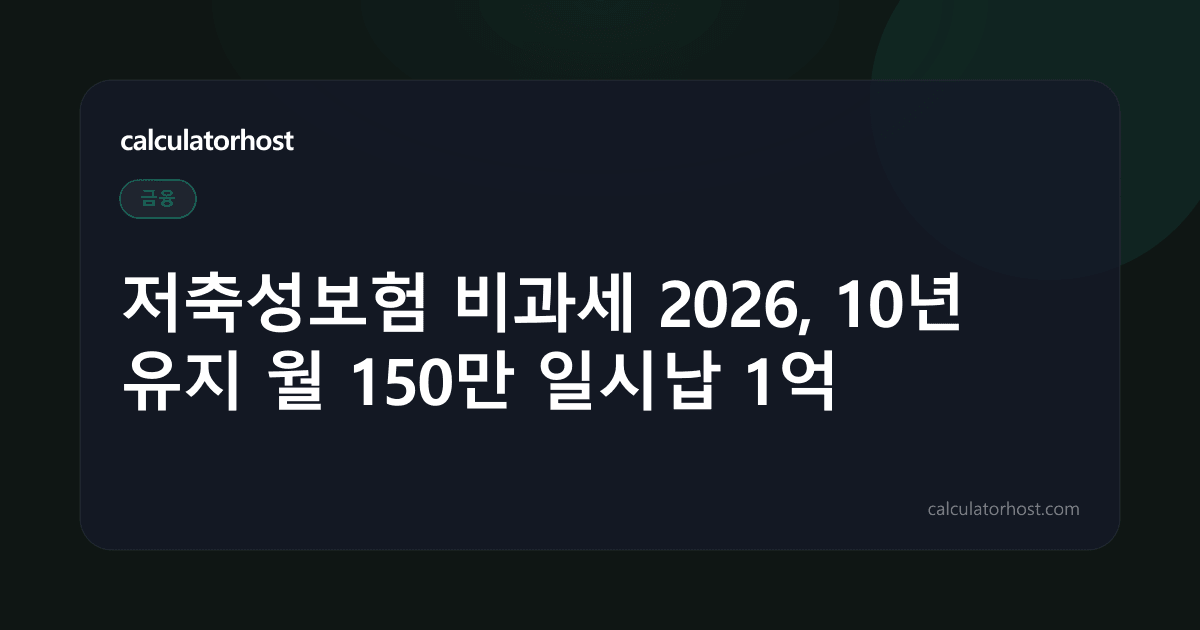 calculatorhost
금융
저축성보험 비과세 2026, 10년
유지 월 150만 일시납 1억
calculatorhost.com